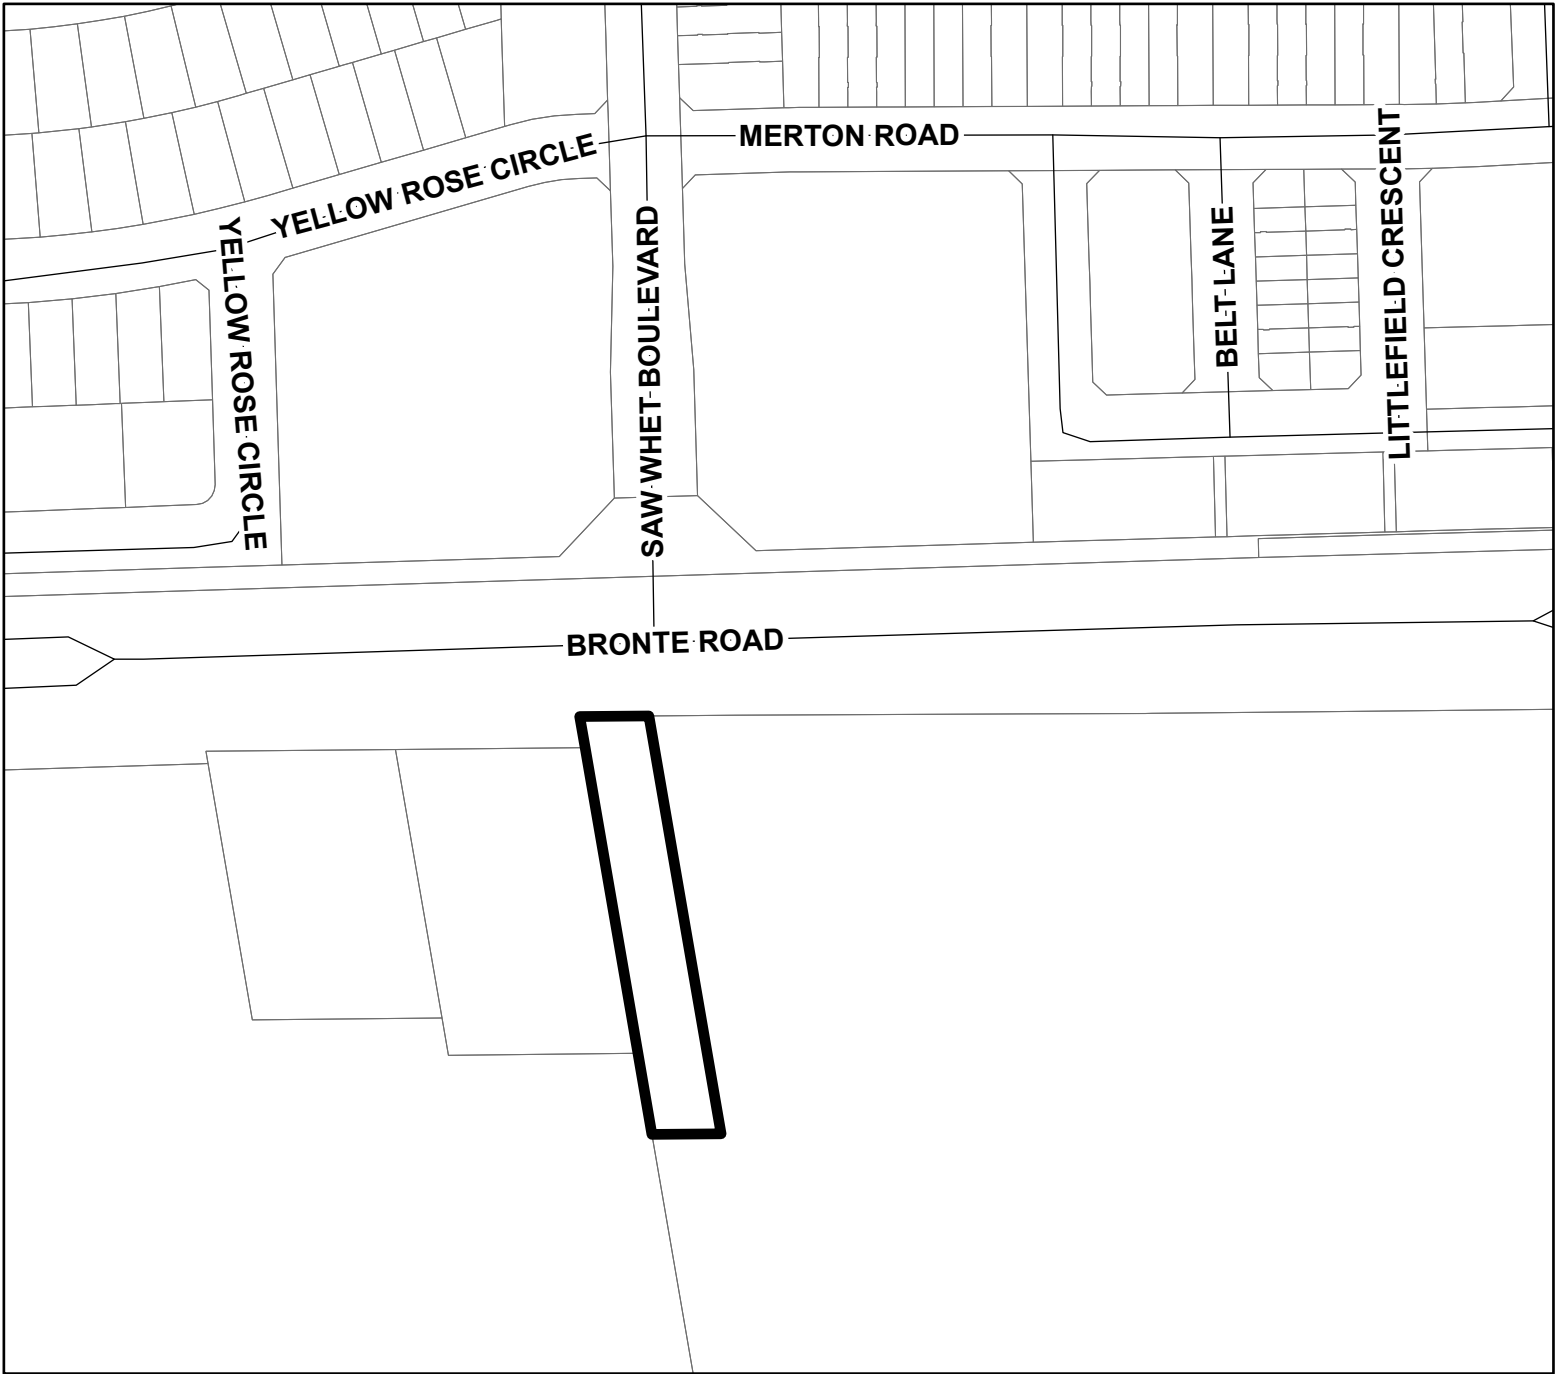 MERTON ROAD
YELLOW ROSE CIRCLE
LITTLEFIELD CRESCENT
YELLOW ROSE CIRCLE
SAW WHET BOULEVARD
BELT LANE
BRONTE ROAD